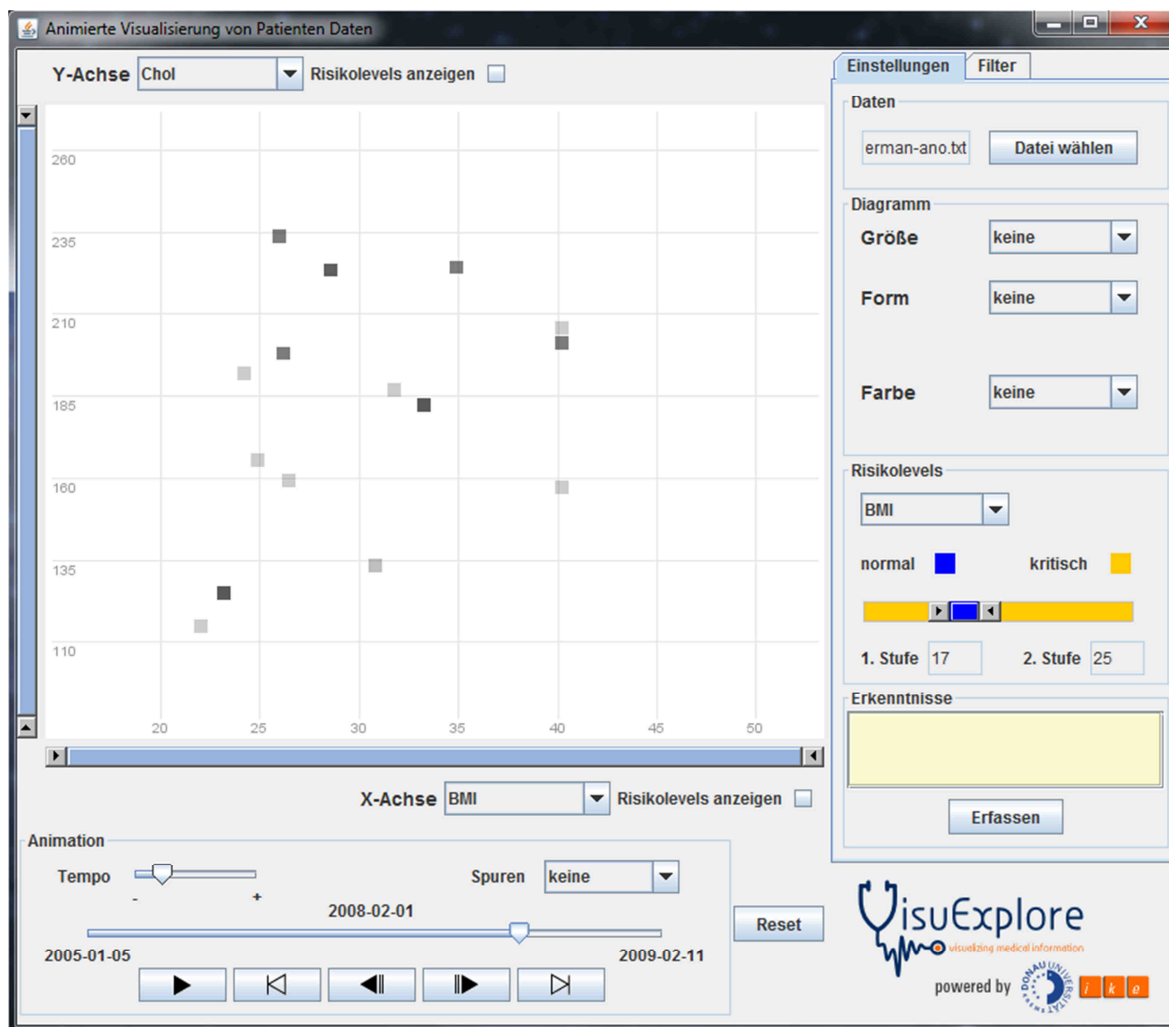 Animierte Visualisierung von Patienten Daten
Y-Achse Chol Risikolevels anzeigen
260
235
210
185
160
135
110
20 25 30 35 40 45 50
X-Achse BMI Risikolevels anzeigen
Animation
Tempo - + Spuren keine
2008-02-01
2005-01-05 2009-02-11
Reset
Einstellungen Filter
Daten
erman-ano.txt Datei wählen
Diagramm
Größe keine
Form keine
Farbe keine
Risikolevels
BMI
normal kritisch
1. Stufe 17 2. Stufe 25
Erkenntnisse
Erfassen
VisuExplore
visualizing medical information
powered by DONAU UNIVERSITÄT ike